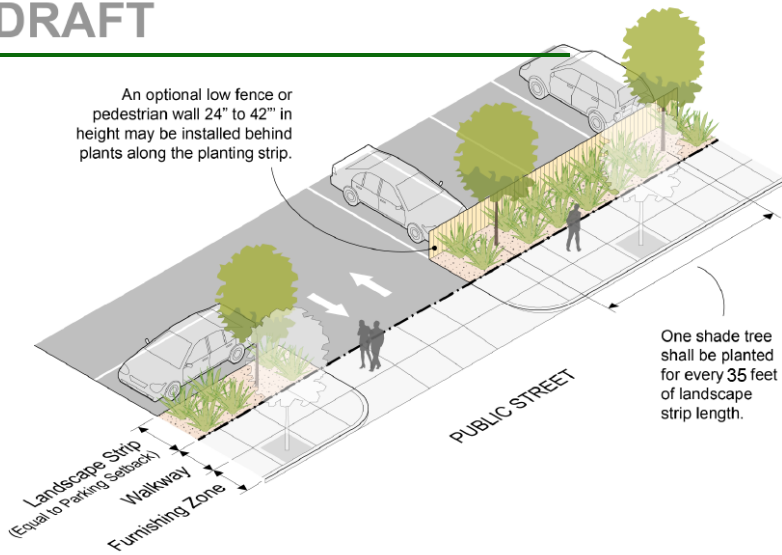 DRAFT
An optional low fence or
pedestrian wall 24" to 42"' in
height may be installed behind
plants along the planting strip.
One shade tree
shall be planted
for every 35 feet
of landscape
strip length.
PUBLIC STREET
Landscape Strip
(Equal to Parking Setback)
Walkway
Furnishing Zone